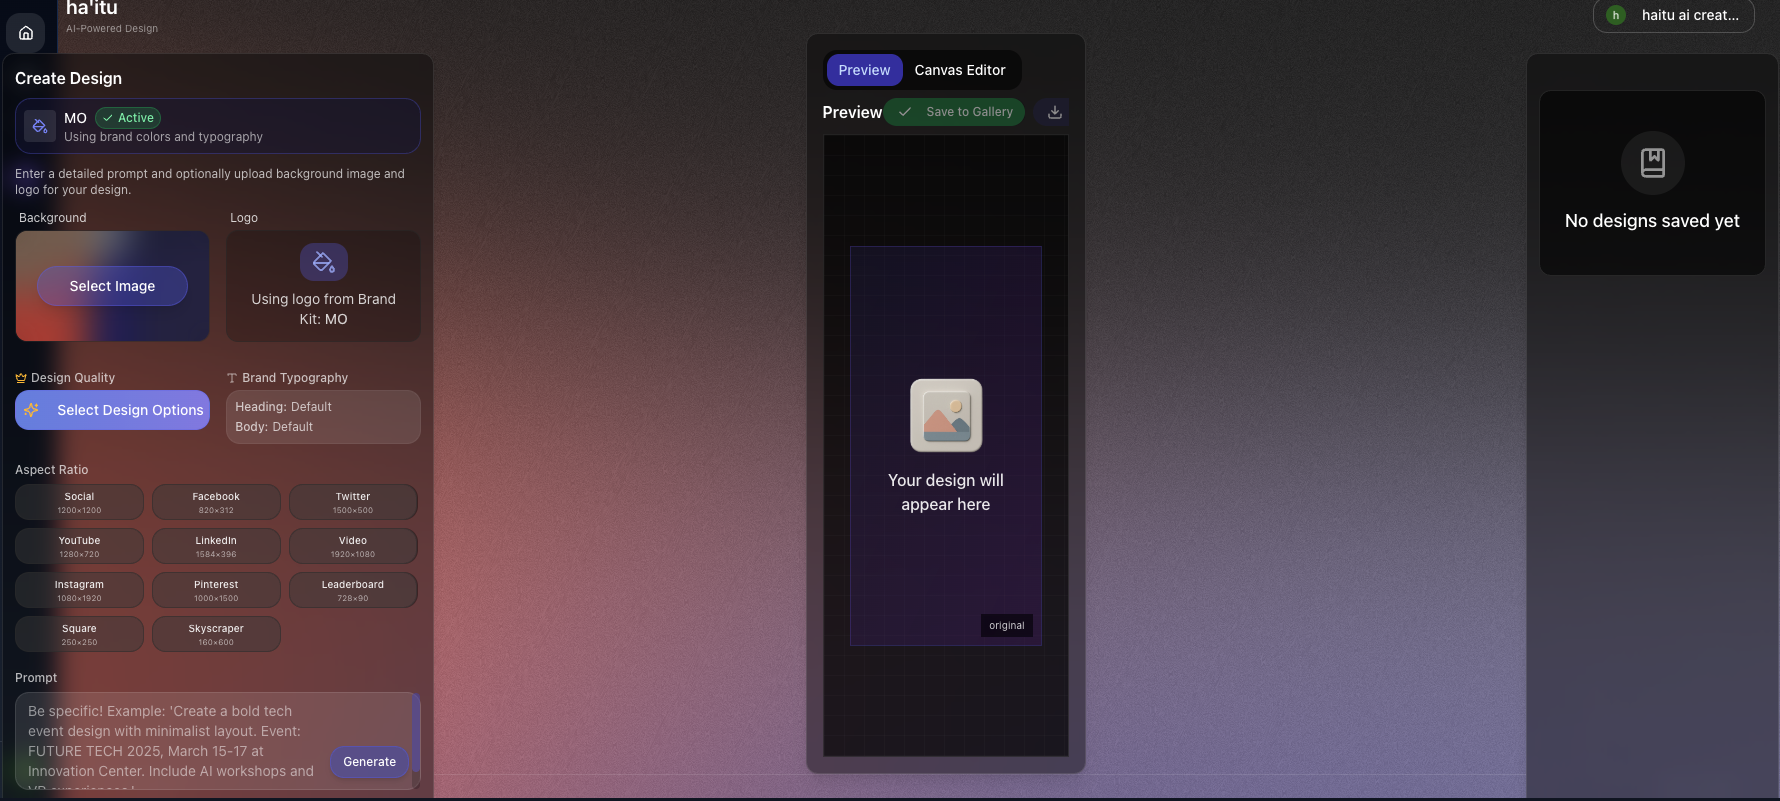 ha'itu
AI-Powered Design
h
haitu ai creat...
Create Design
MO
Active
Using brand colors and typography
Enter a detailed prompt and optionally upload background image and
logo for your design.
Background
Logo
Select Image
Using logo from Brand
Kit: MO
Design Quality
Brand Typography
Select Design Options
Heading: Default
Body: Default
Aspect Ratio
Social
1200×1200
Facebook
820×312
Twitter
1500×500
YouTube
1280×720
LinkedIn
1584×396
Video
1920×1080
Instagram
1080×1920
Pinterest
1000×1500
Leaderboard
728×90
Square
250×250
Skyscraper
160×600
Prompt
Be specific! Example: 'Create a bold tech
event design with minimalist layout. Event:
FUTURE TECH 2025, March 15-17 at
Innovation Center. Include AI workshops and
Generate
Preview
Canvas Editor
Preview
Save to Gallery
Your design will
appear here
original
No designs saved yet